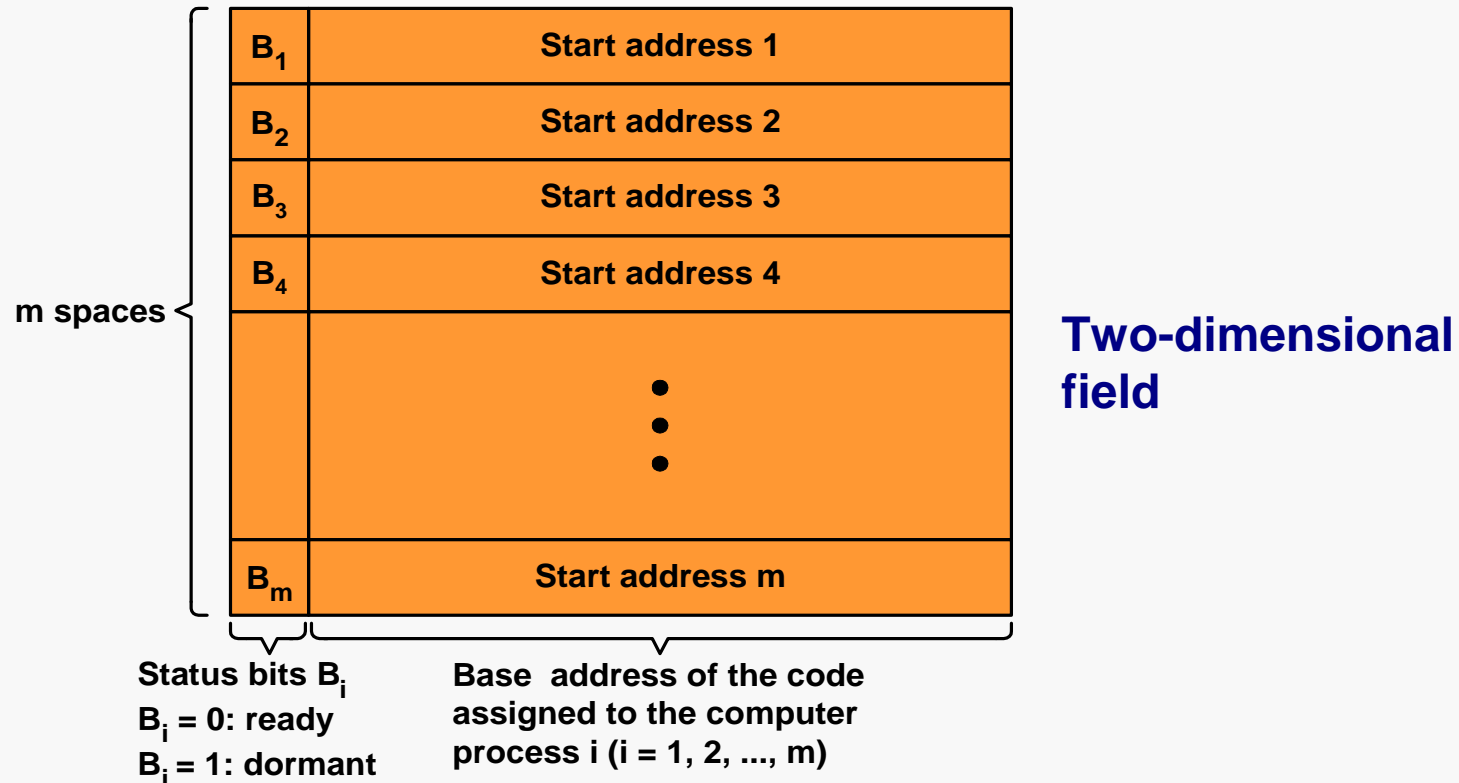 B1 Start address 1
B2 Start address 2
B3 Start address 3
B4 Start address 4
m spaces
Two-dimensional
field
Bm Start address m
Status bits Bi
Bi = 0: ready
Bi = 1: dormant
Base address of the code
assigned to the computer
process i (i = 1, 2, ..., m)